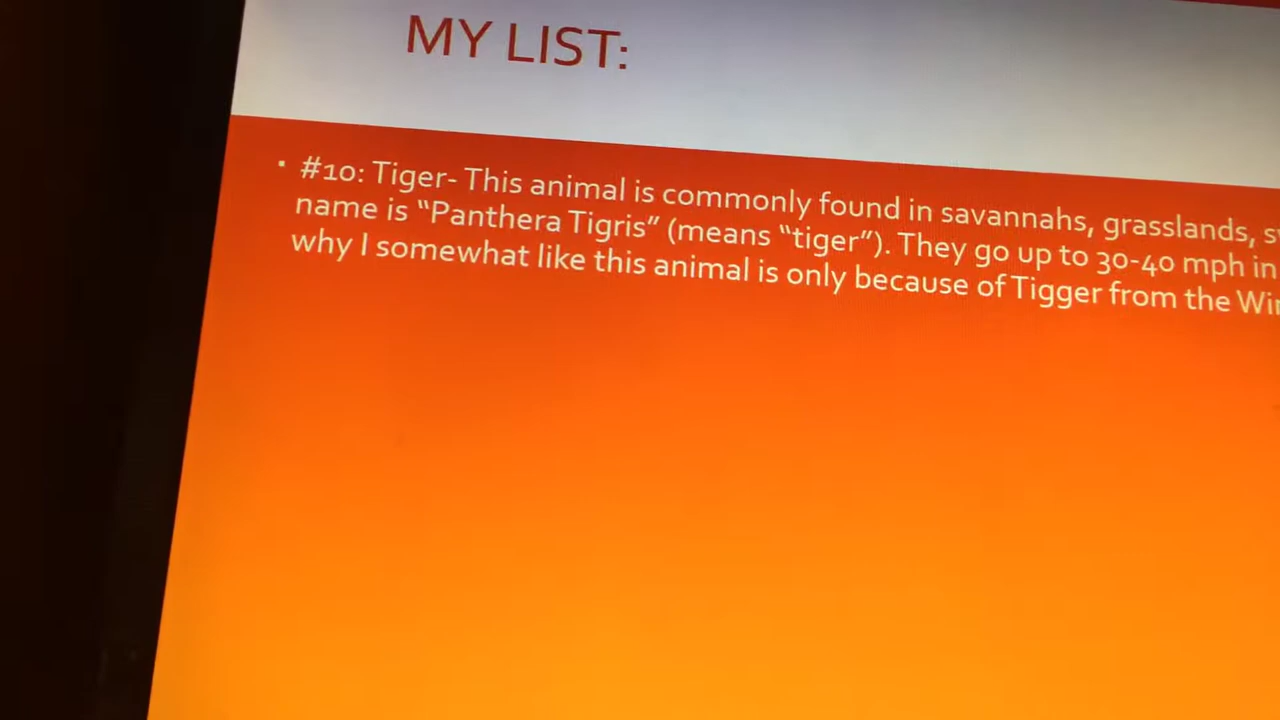 MY LIST:
▪ #10: Tiger- This animal is commonly found in savannahs, grasslands,
name is “Panthera Tigris” (means “tiger”). They go up to 30-40 mph in
why I somewhat like this animal is only because of Tigger from the